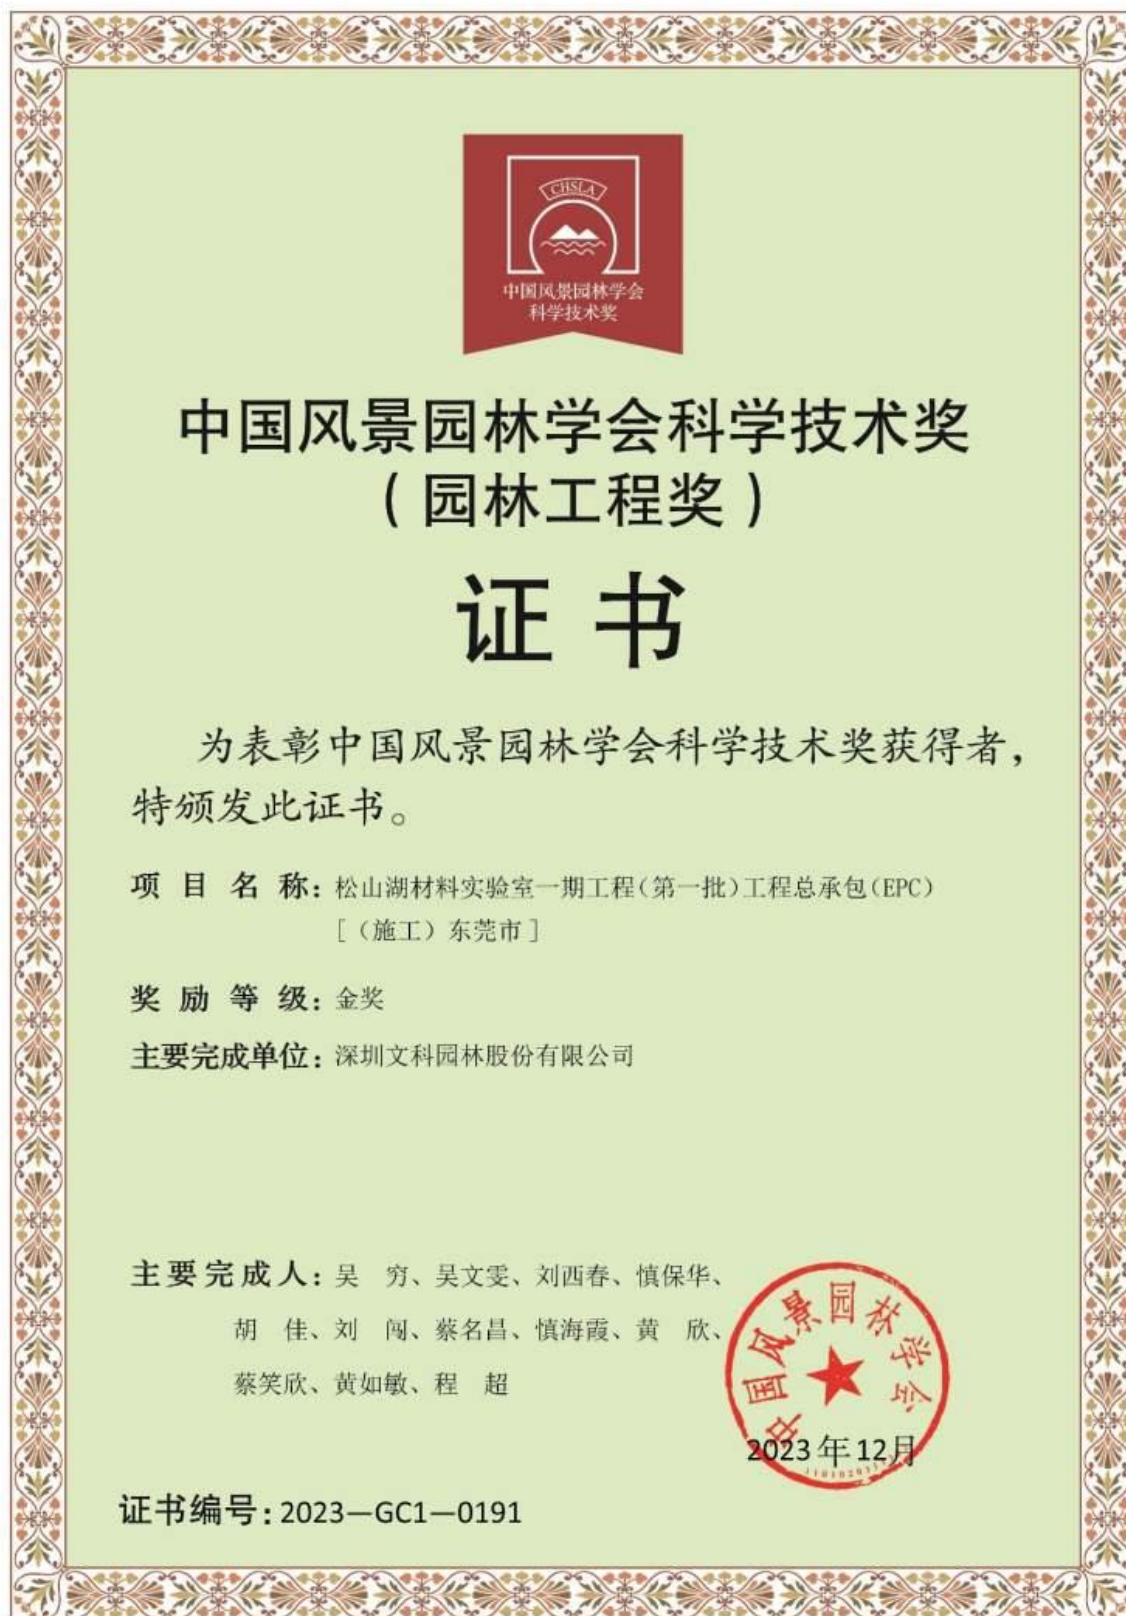 CHSLA
中国风景园林学会
科学技术奖
中国风景园林学会科学技术奖
（园林工程奖）
证书
为表彰中国风景园林学会科学技术奖获得者，
特颁发此证书。
项目名称：松山湖材料实验室一期工程（第一批）工程总承包（EPC）
[（施工）东莞市]
奖励等级：金奖
主要完成单位：深圳文科园林股份有限公司
主要完成人：吴　穷、吴文雯、刘西春、慎保华、
胡　佳、刘　闯、蔡名昌、慎海霞、黄　欣、
蔡笑欣、黄如敏、程　超
中国风景园林学会
2023年12月
证书编号：2023—GC1—0191